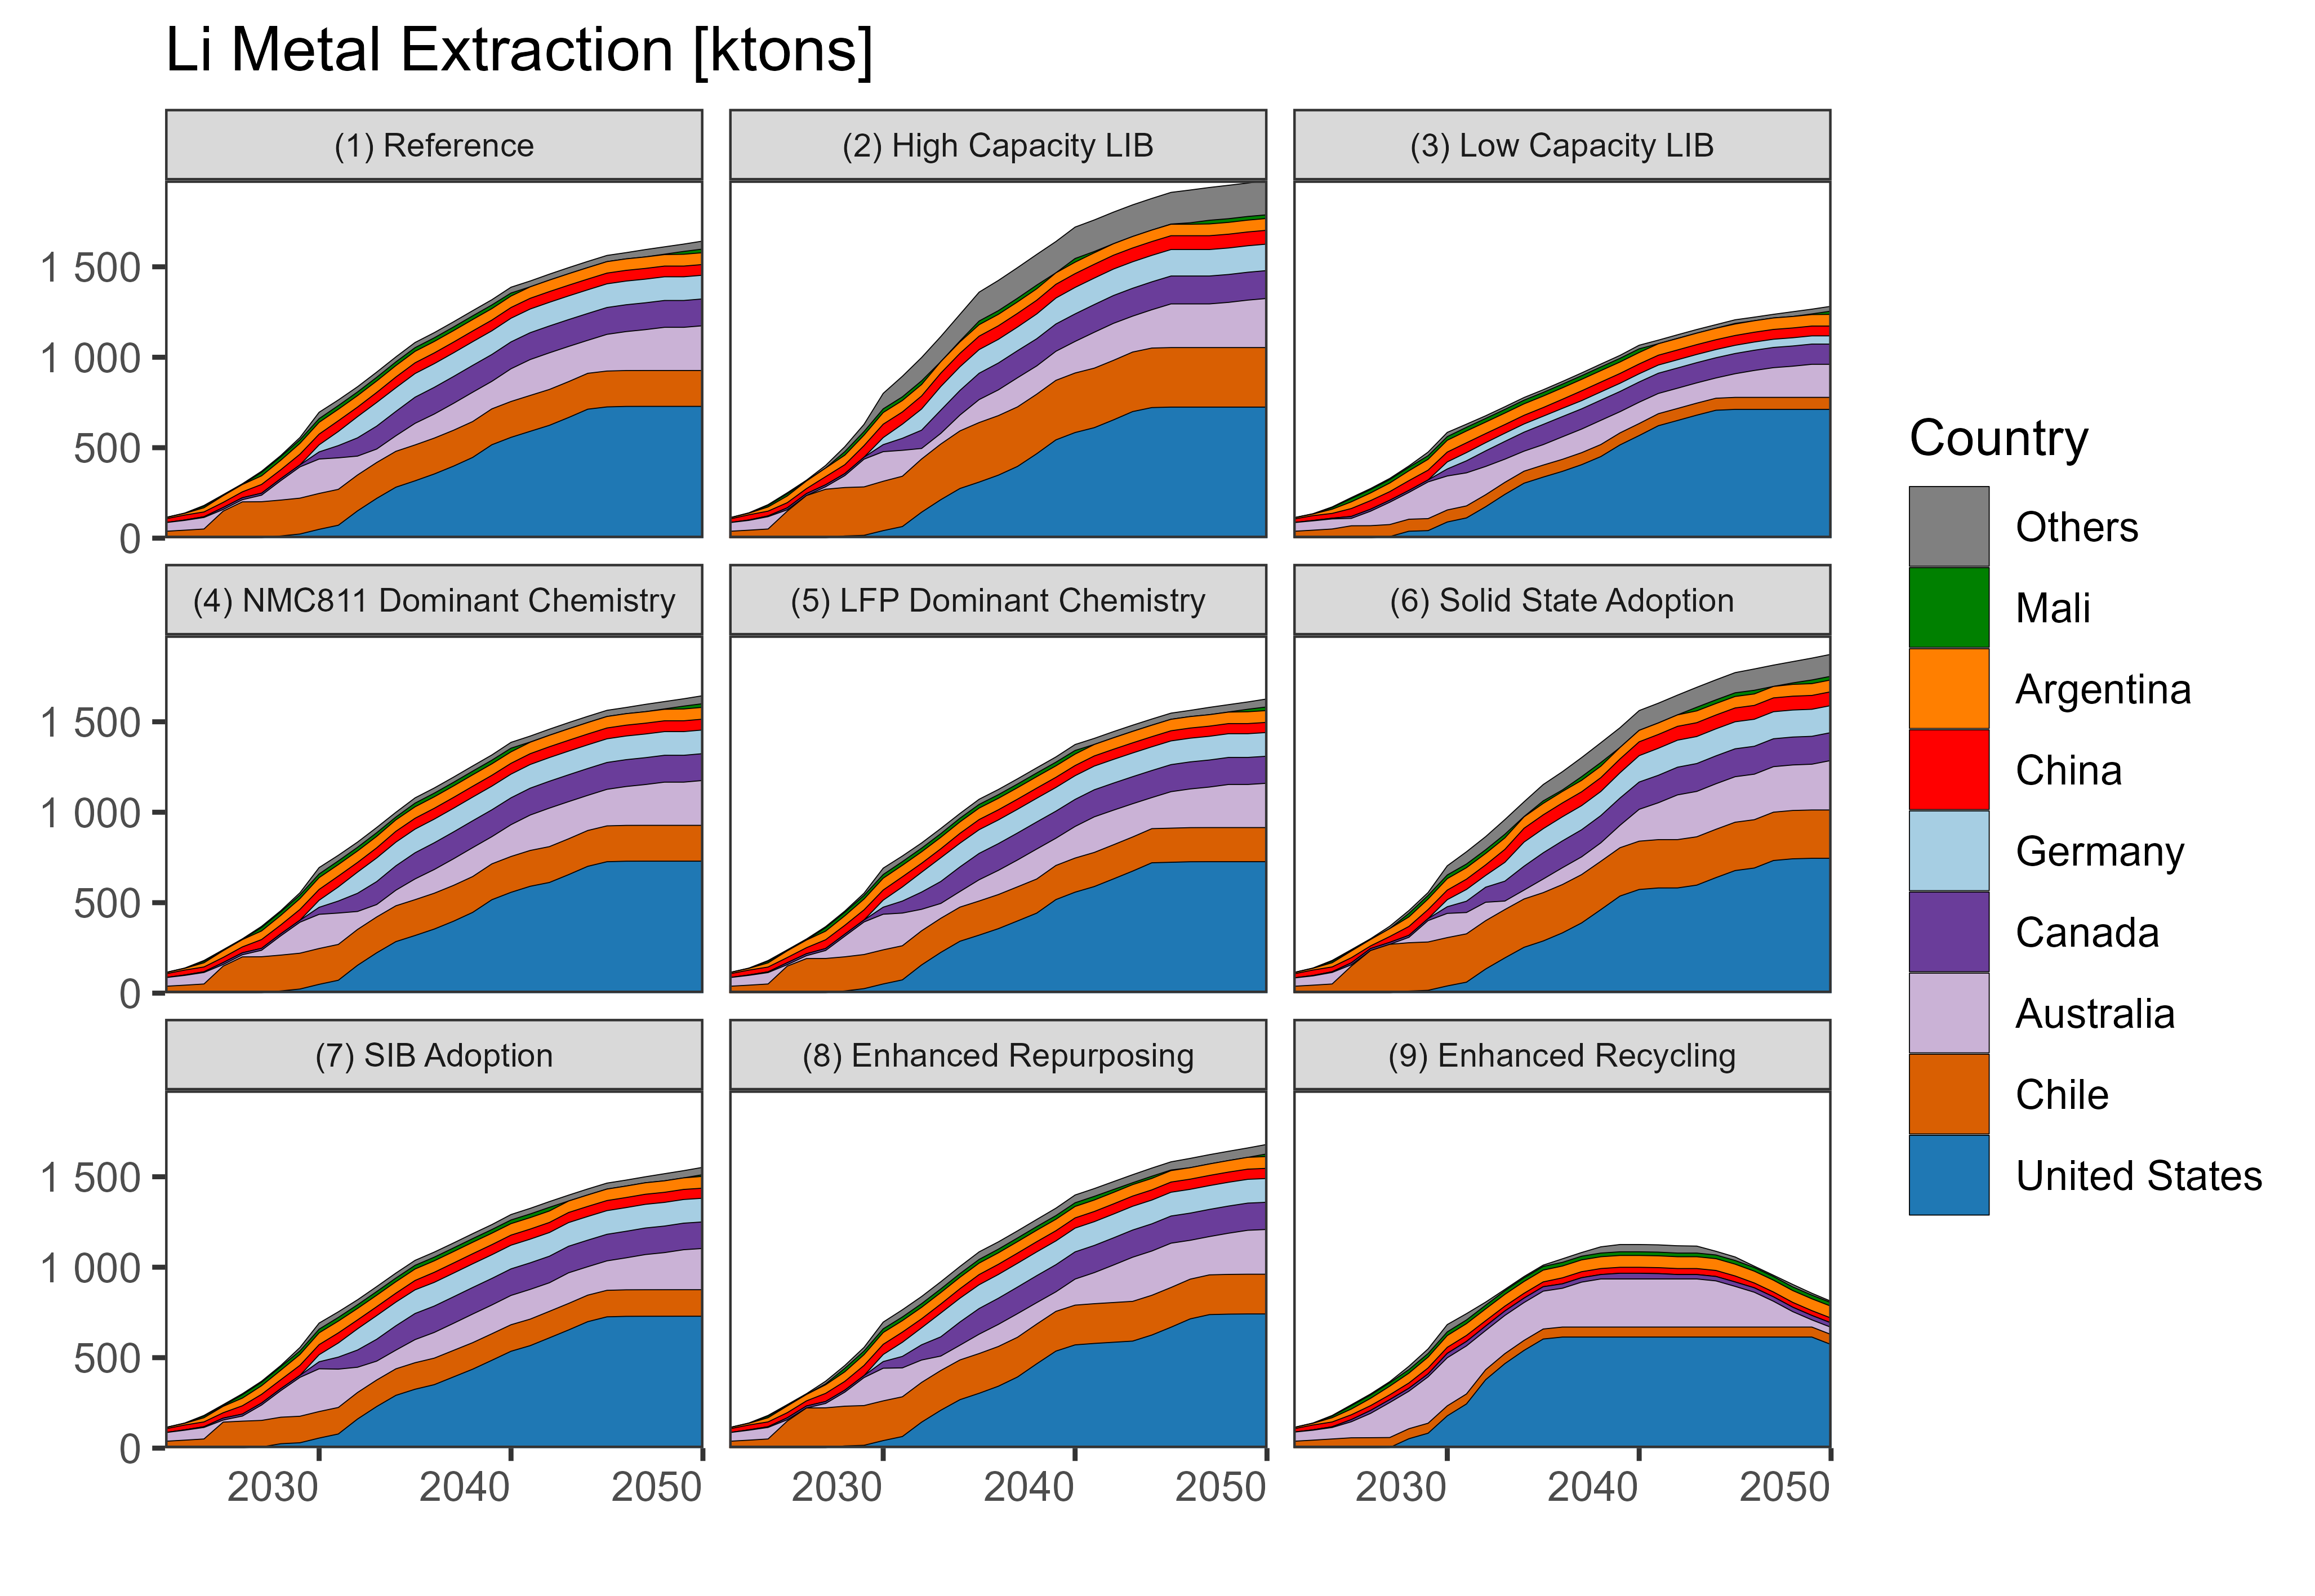 Li Metal Extraction [ktons]
(1) Reference
(2) High Capacity LIB
(3) Low Capacity LIB
1 500
1 000
500
0
(4) NMC811 Dominant Chemistry
(5) LFP Dominant Chemistry
(6) Solid State Adoption
1 500
1 000
500
0
(7) SIB Adoption
(8) Enhanced Repurposing
(9) Enhanced Recycling
1 500
1 000
500
0
2030 2040 2050
2030 2040 2050
2030 2040 2050
Country
Others
Mali
Argentina
China
Germany
Canada
Australia
Chile
United States